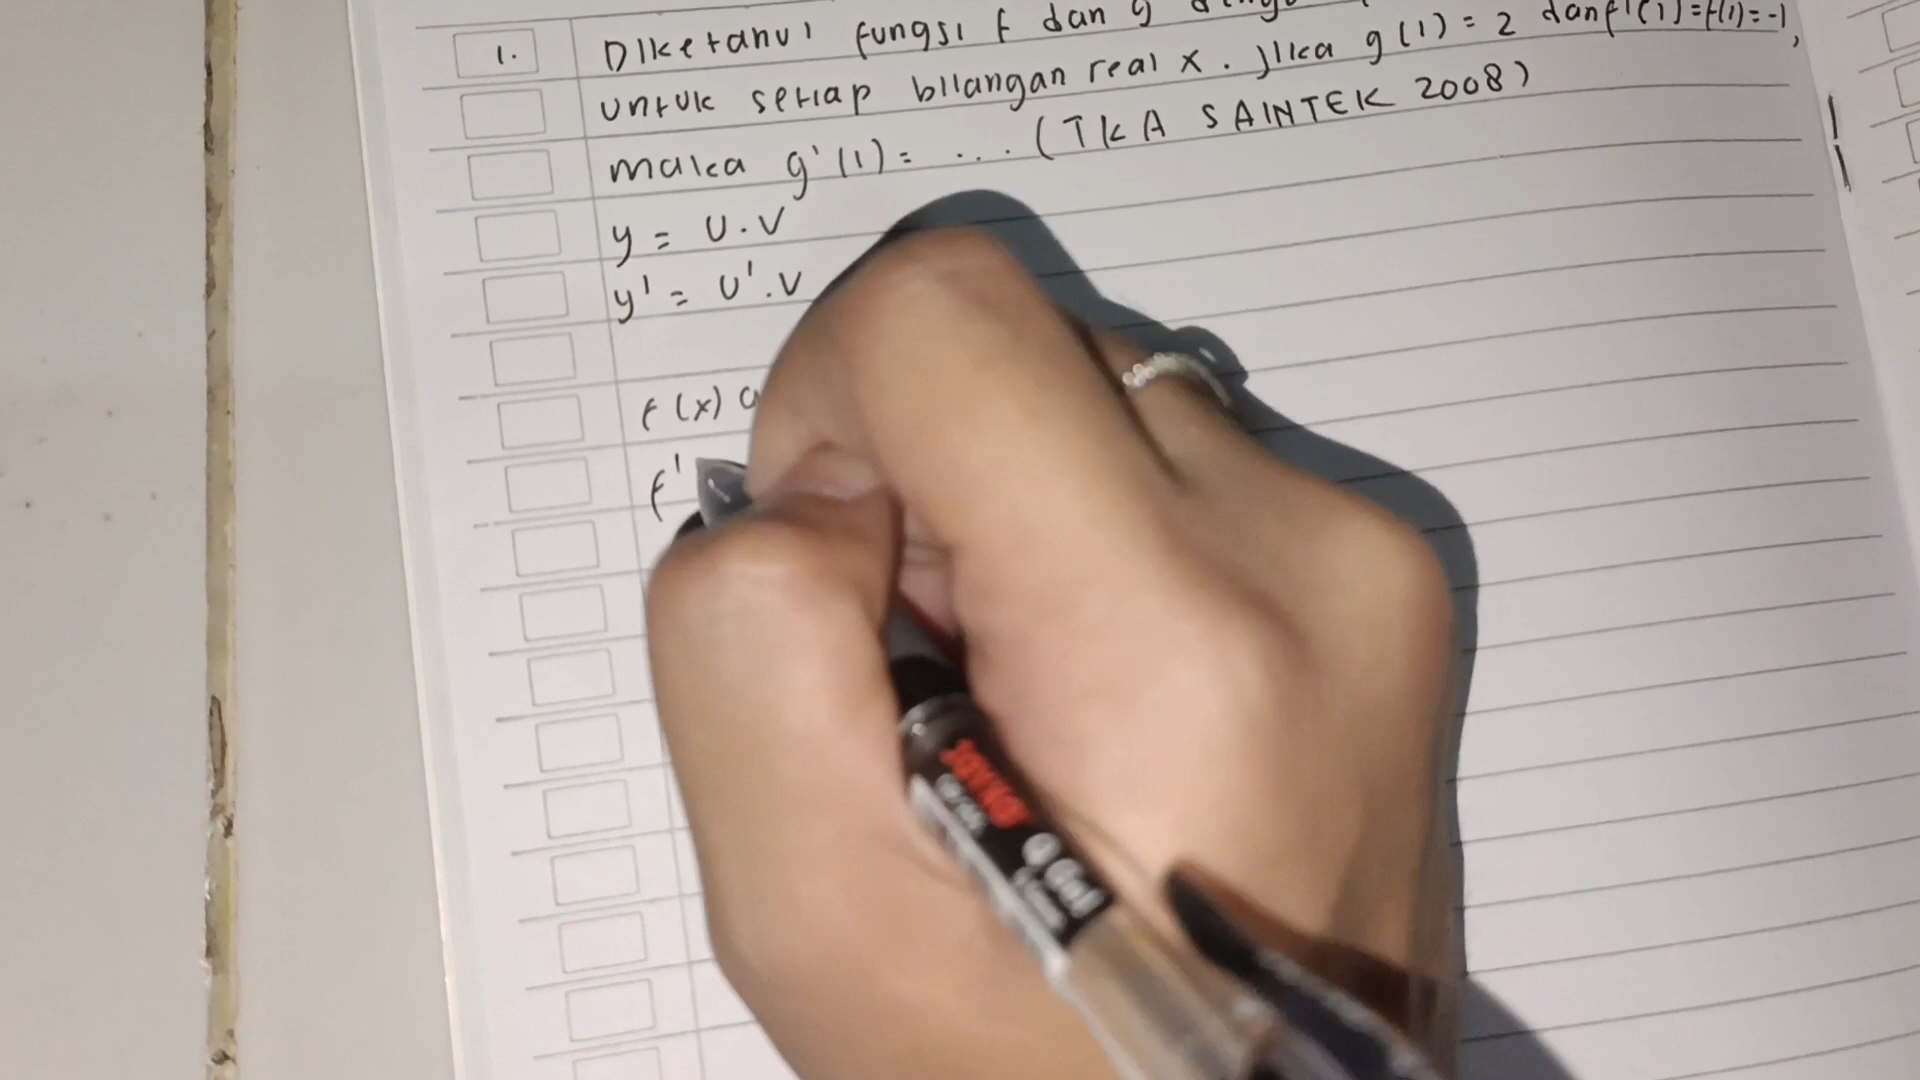 1. Diketahui fungsi f dan g
untuk setiap bilangan real x. Jika g(1) = 2 dan f'(1) = f(1) = -1,
maka g'(1) = ... (TKA SAINTEK 2008)
y = U.V
y' = U'.V
f(x)
f'